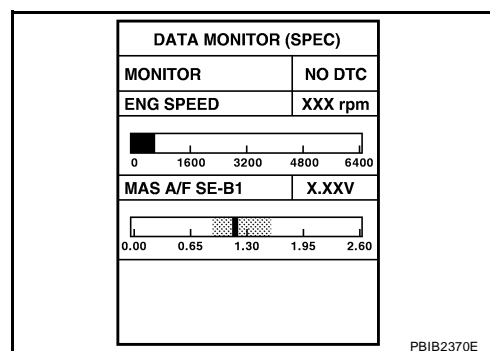 DATA MONITOR (SPEC)
MONITOR NO DTC
ENG SPEED XXX rpm
0 1600 3200 4800 6400
MAS A/F SE-B1 X.XXV
0.00 0.65 1.30 1.95 2.60
PBIB2370E